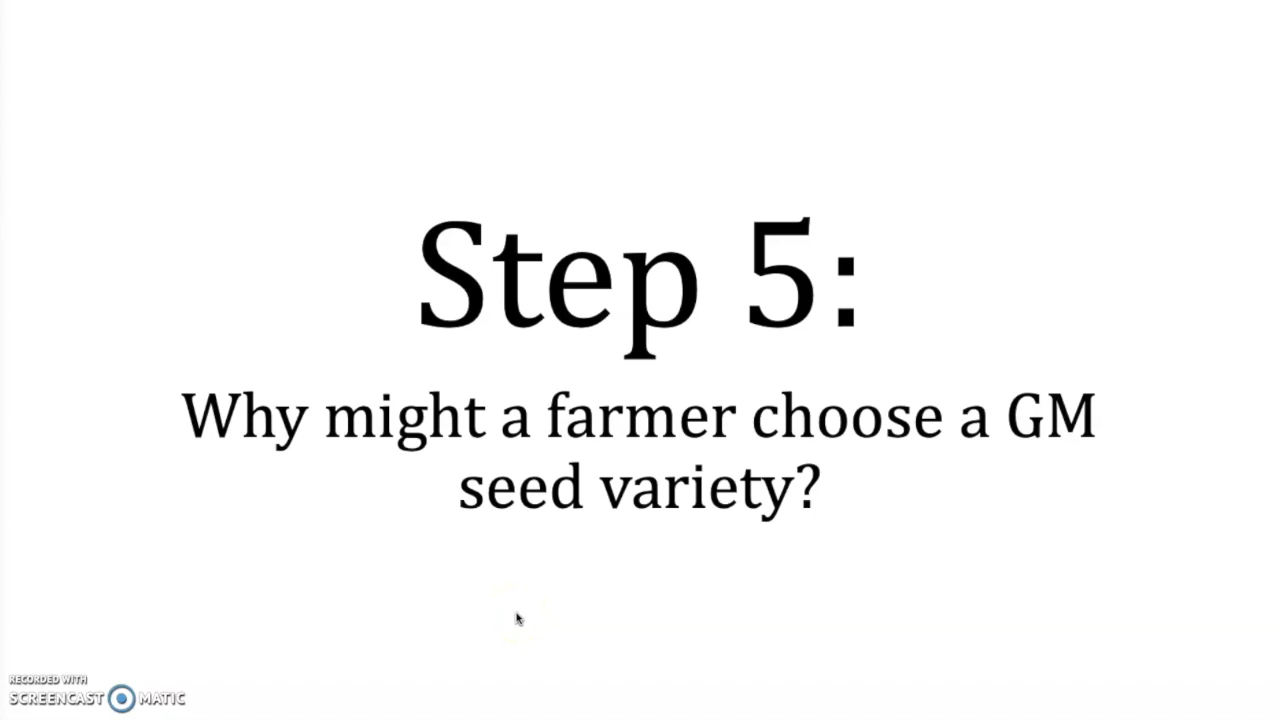 Step 5:
Why might a farmer choose a GM
seed variety?
RECORDED WITH
SCREENCAST MATIC